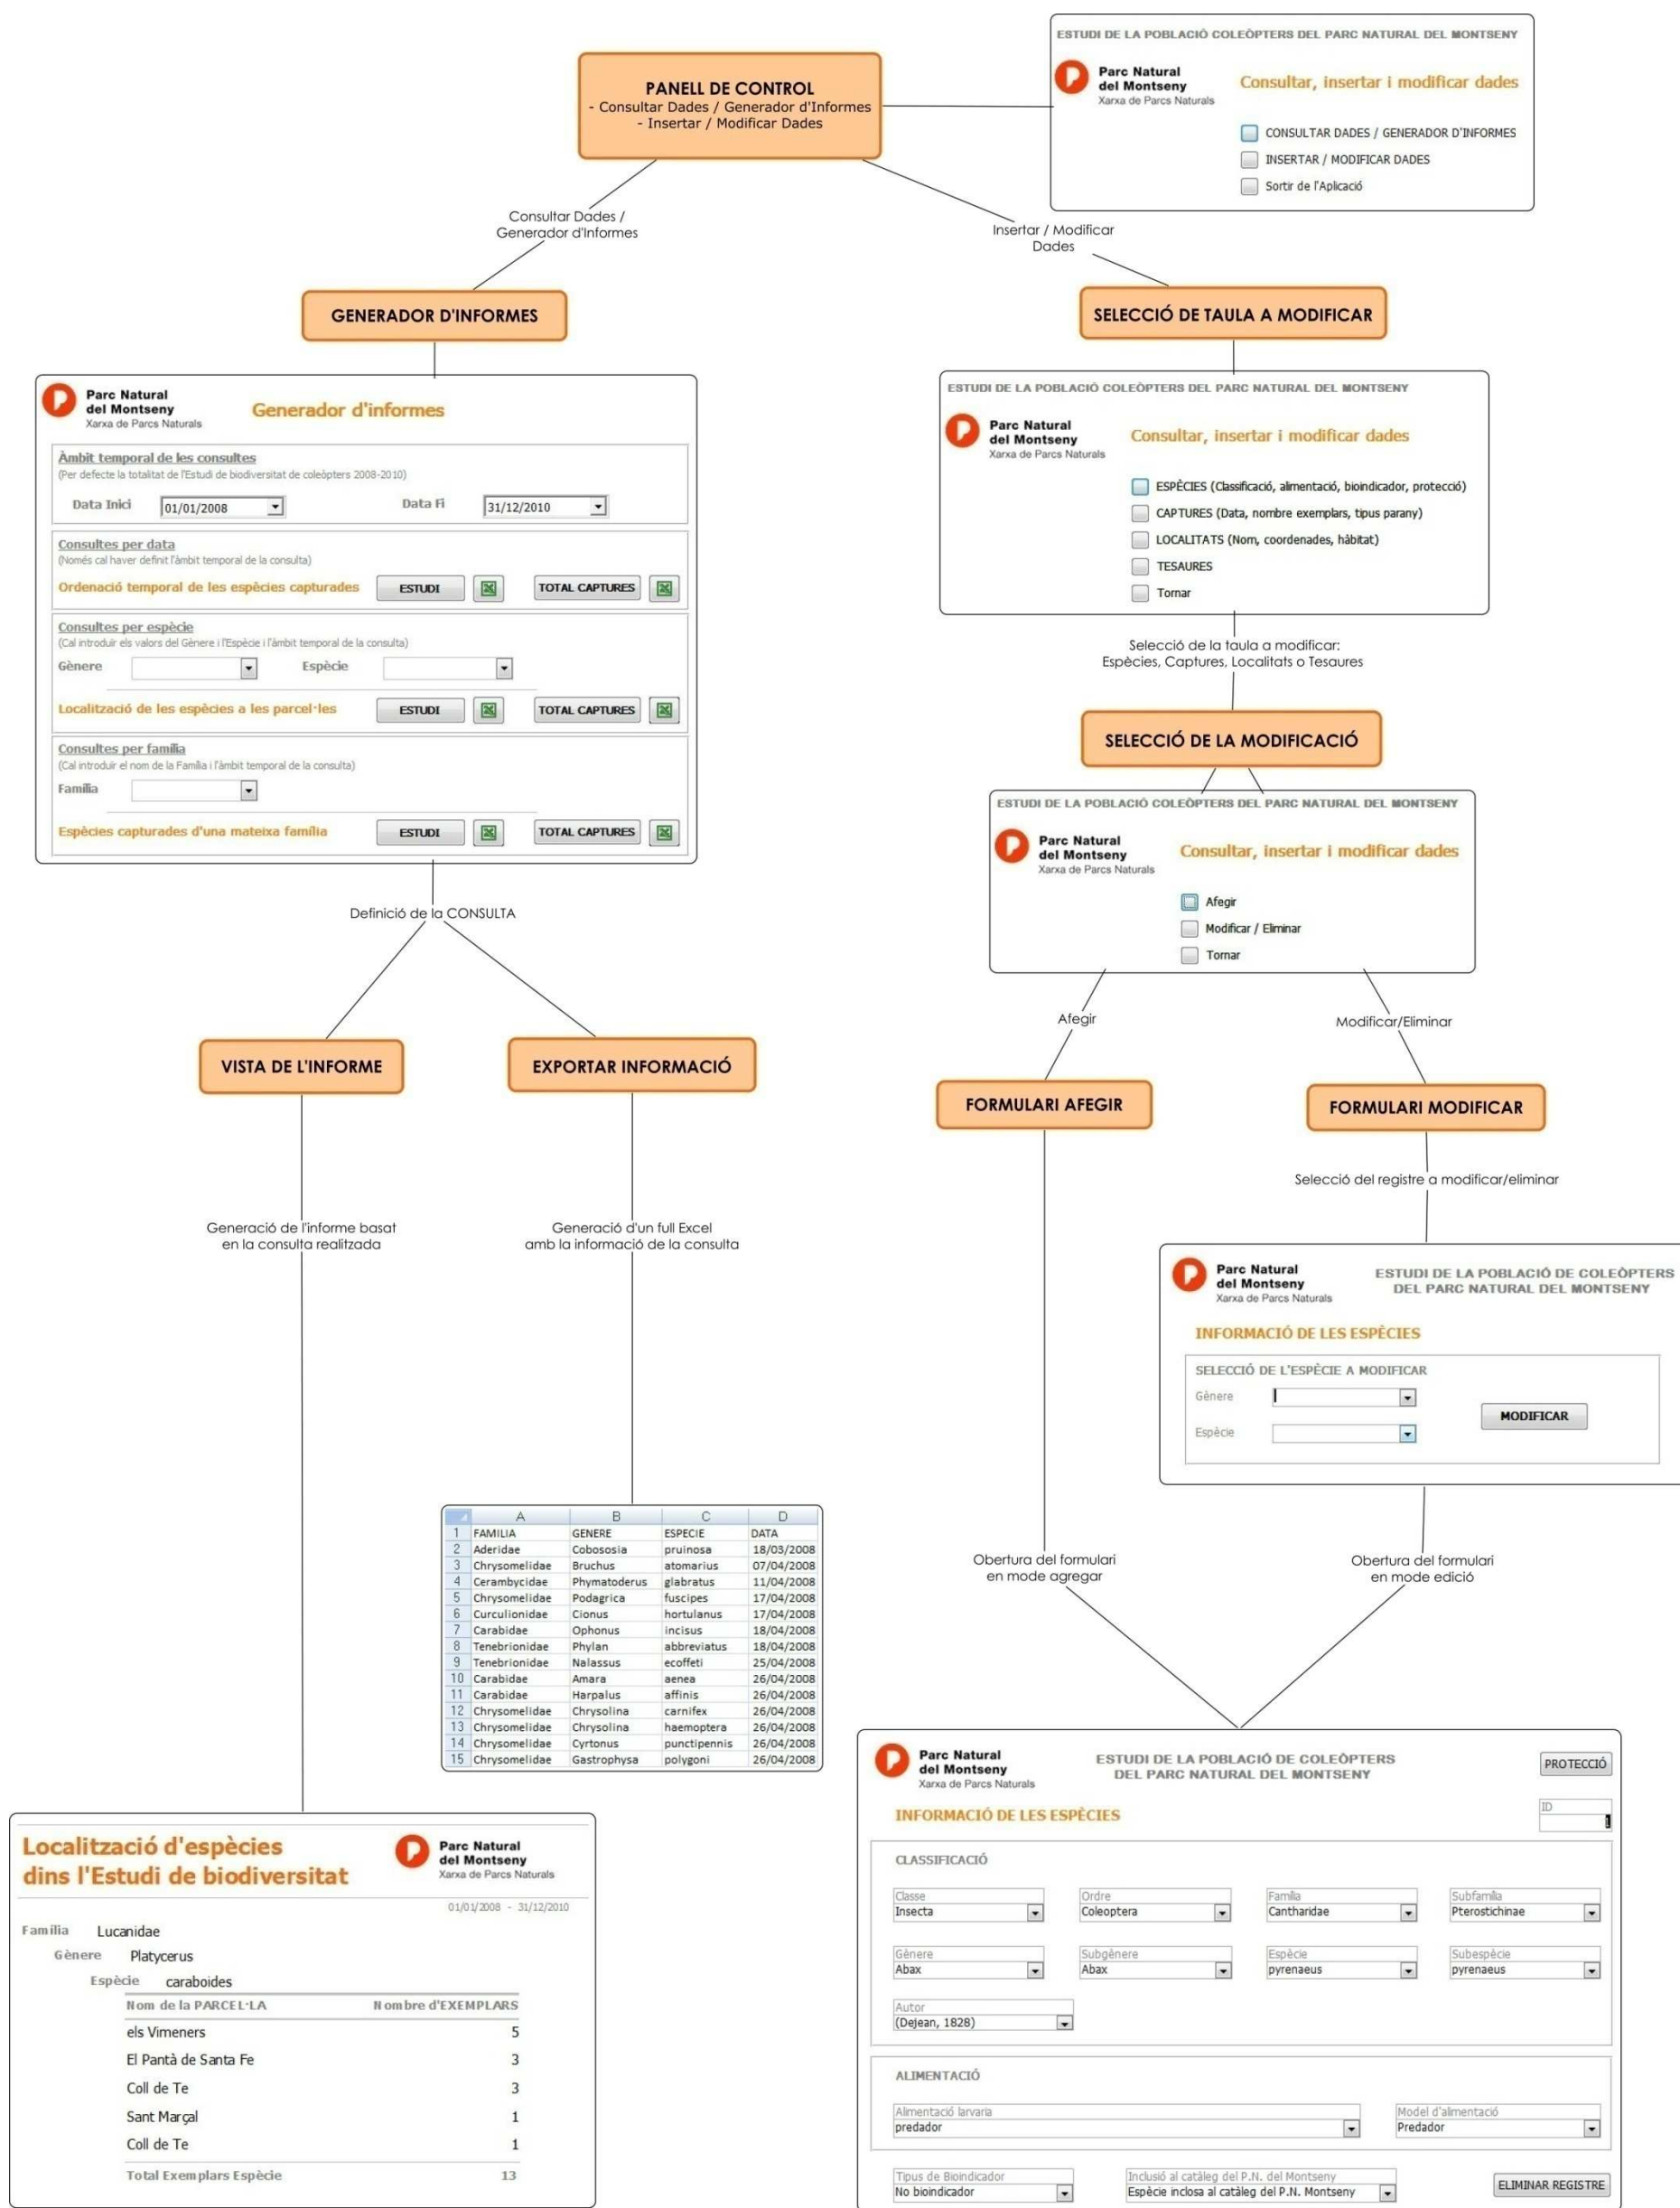 PANELL DE CONTROL
- Consultar Dades / Generador d'Informes
- Insertar / Modificar Dades
ESTUDI DE LA POBLACIÓ COLEÒPTERS DEL PARC NATURAL DEL MONTSENY
Parc Natural
del Montseny
Xarxa de Parcs Naturals
Consultar, insertar i modificar dades
CONSULTAR DADES / GENERADOR D'INFORMES
INSERTAR / MODIFICAR DADES
Sortir de l'Aplicació
Consultar Dades /
Generador d'Informes
Insertar / Modificar
Dades
GENERADOR D'INFORMES
Parc Natural
del Montseny
Xarxa de Parcs Naturals
Generador d'informes
Àmbit temporal de les consultes
(Per defecte la totalitat de l'Estudi de biodiversitat de coleòpters 2008-2010)
Data Inici 01/01/2008 Data Fi 31/12/2010
Consultes per data
(Només cal haver definit l'àmbit temporal de la consulta)
Ordenació temporal de les espècies capturades ESTUDI TOTAL CAPTURES
Consultes per espècie
(Cal introduir els valors del Gènere i l'Espècie i l'àmbit temporal de la consulta)
Gènere Espècie
Localització de les espècies a les parcel·les ESTUDI TOTAL CAPTURES
Consultes per família
(Cal introduir el nom de la Família i l'àmbit temporal de la consulta)
Família
Espècies capturades d'una mateixa família ESTUDI TOTAL CAPTURES
Definició de la CONSULTA
VISTA DE L'INFORME
EXPORTAR INFORMACIÓ
Generació de l'informe basat
en la consulta realitzada
Generació d'un full Excel
amb la informació de la consulta
A B C D
1 FAMILIA GENERE ESPECIE DATA
2 Aderidae Cobososia pruinosa 18/03/2008
3 Chrysomelidae Bruchus atomarius 07/04/2008
4 Cerambycidae Phymatoderus glabratus 11/04/2008
5 Chrysomelidae Podagrica fuscipes 17/04/2008
6 Curculionidae Cionus hortulanus 17/04/2008
7 Carabidae Ophonus incisus 18/04/2008
8 Tenebrionidae Phylan abbreviatus 18/04/2008
9 Tenebrionidae Nalassus ecoffeti 25/04/2008
10 Carabidae Amara aenea 26/04/2008
11 Carabidae Harpalus affinis 26/04/2008
12 Chrysomelidae Chrysolina carnifex 26/04/2008
13 Chrysomelidae Chrysolina haemoptera 26/04/2008
14 Chrysomelidae Cyrtonus punctipennis 26/04/2008
15 Chrysomelidae Gastrophysa polygoni 26/04/2008
Localització d'espècies
dins l'Estudi de biodiversitat
Parc Natural
del Montseny
Xarxa de Parcs Naturals
01/01/2008 - 31/12/2010
Família Lucanidae
Gènere Platycerus
Espècie caraboides
Nom de la PARCEL·LA Nombre d'EXEMPLARS
els Vimeners 5
El Pantà de Santa Fe 3
Coll de Te 3
Sant Marçal 1
Coll de Te 1
Total Exemplars Espècie 13
SELECCIÓ DE TAULA A MODIFICAR
ESTUDI DE LA POBLACIÓ COLEÒPTERS DEL PARC NATURAL DEL MONTSENY
Parc Natural
del Montseny
Xarxa de Parcs Naturals
Consultar, insertar i modificar dades
ESPÈCIES (Classificació, alimentació, bioindicador, protecció)
CAPTURES (Data, nombre exemplars, tipus parany)
LOCALITATS (Nom, coordenades, hàbitat)
TESAURES
Tornar
Selecció de la taula a modificar:
Espècies, Captures, Localitats o Tesaures
SELECCIÓ DE LA MODIFICACIÓ
ESTUDI DE LA POBLACIÓ COLEÒPTERS DEL PARC NATURAL DEL MONTSENY
Parc Natural
del Montseny
Xarxa de Parcs Naturals
Consultar, insertar i modificar dades
Afegir
Modificar / Eliminar
Tornar
Afegir
Modificar/Eliminar
FORMULARI AFEGIR
FORMULARI MODIFICAR
Selecció del registre a modificar/eliminar
Parc Natural
del Montseny
Xarxa de Parcs Naturals
ESTUDI DE LA POBLACIÓ DE COLEÒPTERS
DEL PARC NATURAL DEL MONTSENY
INFORMACIÓ DE LES ESPÈCIES
SELECCIÓ DE L'ESPÈCIE A MODIFICAR
Gènere
MODIFICAR
Espècie
Obertura del formulari
en mode agregar
Obertura del formulari
en mode edició
Parc Natural
del Montseny
Xarxa de Parcs Naturals
ESTUDI DE LA POBLACIÓ DE COLEÒPTERS
DEL PARC NATURAL DEL MONTSENY
PROTECCIÓ
INFORMACIÓ DE LES ESPÈCIES
ID
1
CLASSIFICACIÓ
Classe Ordre Família Subfamília
Insecta Coleoptera Cantharidae Pterostichinae
Gènere Subgènere Espècie Subespècie
Abax Abax pyrenaeus pyrenaeus
Autor
(Dejean, 1828)
ALIMENTACIÓ
Alimentació larvaria Model d'alimentació
predador Predador
Tipus de Bioindicador Inclusió al catàleg del P.N. del Montseny
No bioindicador Espècie inclosa al catàleg del P.N. Montseny
ELIMINAR REGISTRE